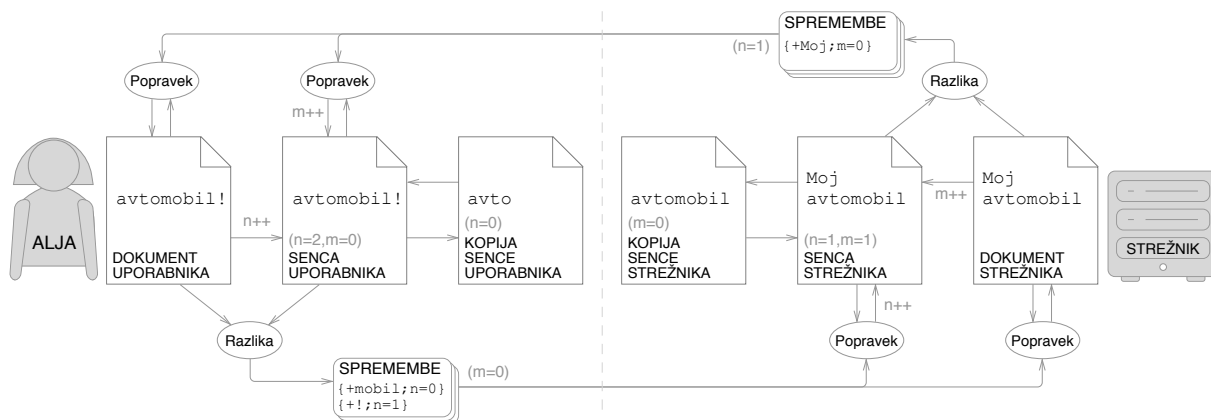 SPREMEMBE
{+Moj;m=0}
(n=1)
Popravek
Popravek
Razlika
m++
ALJA
avtomobil!
DOKUMENT
UPORABNIKA
n++
avtomobil!
(n=2,m=0)
SENCA
UPORABNIKA
avto
(n=0)
KOPIJA
SENCE
UPORABNIKA
avtomobil
(m=0)
KOPIJA
SENCE
STREŽNIKA
Moj
avtomobil
(n=1,m=1)
SENCA
STREŽNIKA
m++
Moj
avtomobil
DOKUMENT
STREŽNIKA
STREŽNIK
n++
Razlika
Popravek
Popravek
SPREMEMBE
{+mobil;n=0}
{+!;n=1}
(m=0)